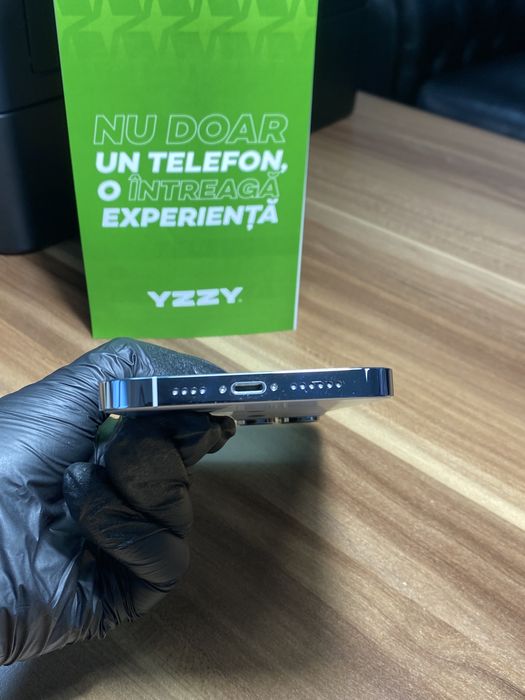 NU DOAR
UN TELEFON,
O ÎNTREAGĂ
EXPERIENȚĂ
YZZY®